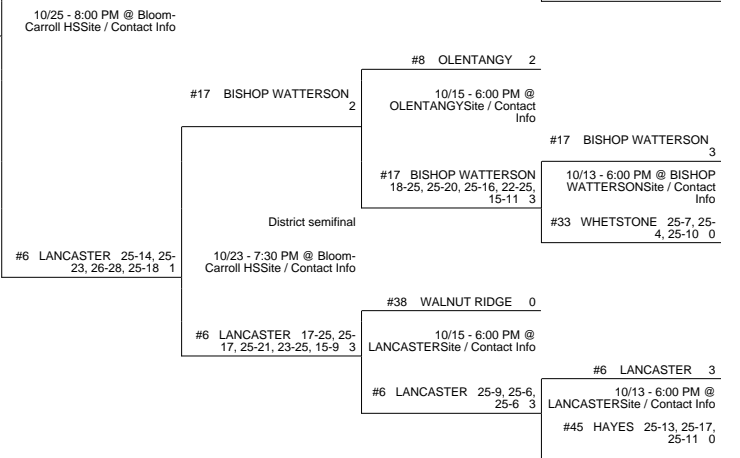 10/25 - 8:00 PM @ Bloom-
Carroll HSSite / Contact Info
#8 OLENTANGY 2
#17 BISHOP WATTERSON
2
10/15 - 6:00 PM @
OLENTANGYSite / Contact
Info
#17 BISHOP WATTERSON
3
#17 BISHOP WATTERSON
18-25, 25-20, 25-16, 22-25,
15-11 3
10/13 - 6:00 PM @ BISHOP
WATTERSONSite / Contact
Info
#33 WHETSTONE 25-7, 25-
4, 25-10 0
District semifinal
#6 LANCASTER 25-14, 25-
23, 26-28, 25-18 1
10/23 - 7:30 PM @ Bloom-
Carroll HSSite / Contact Info
#38 WALNUT RIDGE 0
#6 LANCASTER 17-25, 25-
17, 25-21, 23-25, 15-9 3
10/15 - 6:00 PM @
LANCASTERSite / Contact Info
#6 LANCASTER 3
#6 LANCASTER 25-9, 25-6,
25-6 3
10/13 - 6:00 PM @
LANCASTERSite / Contact Info
#45 HAYES 25-13, 25-17,
25-11 0